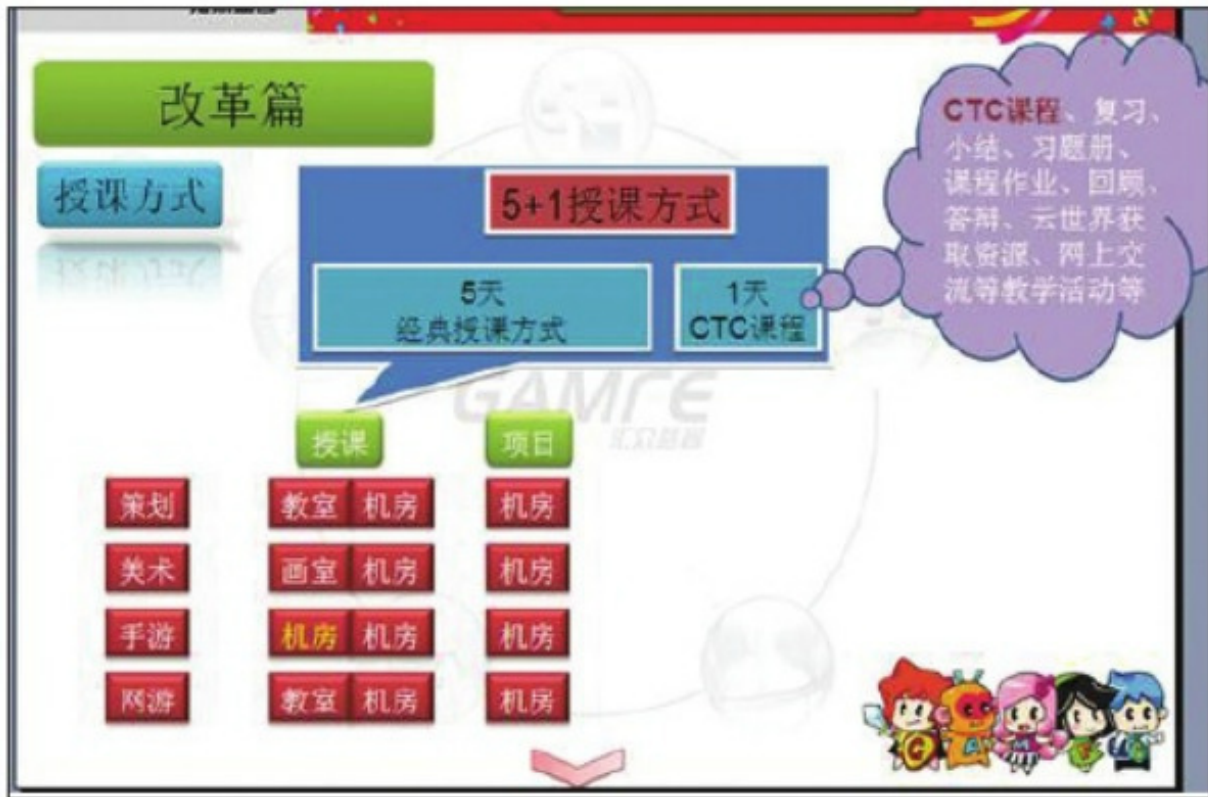 改革篇
授课方式
5+1授课方式
5天
经典授课方式
1天
CTC课程
CTC课程、复习、
小结、习题册、
课程作业、回顾、
答辩、云世界获
取资源、网上交
流等教学活动等
授课 项目
策划 教室 机房 机房
美术 画室 机房 机房
手游 机房 机房 机房
网游 教室 机房 机房